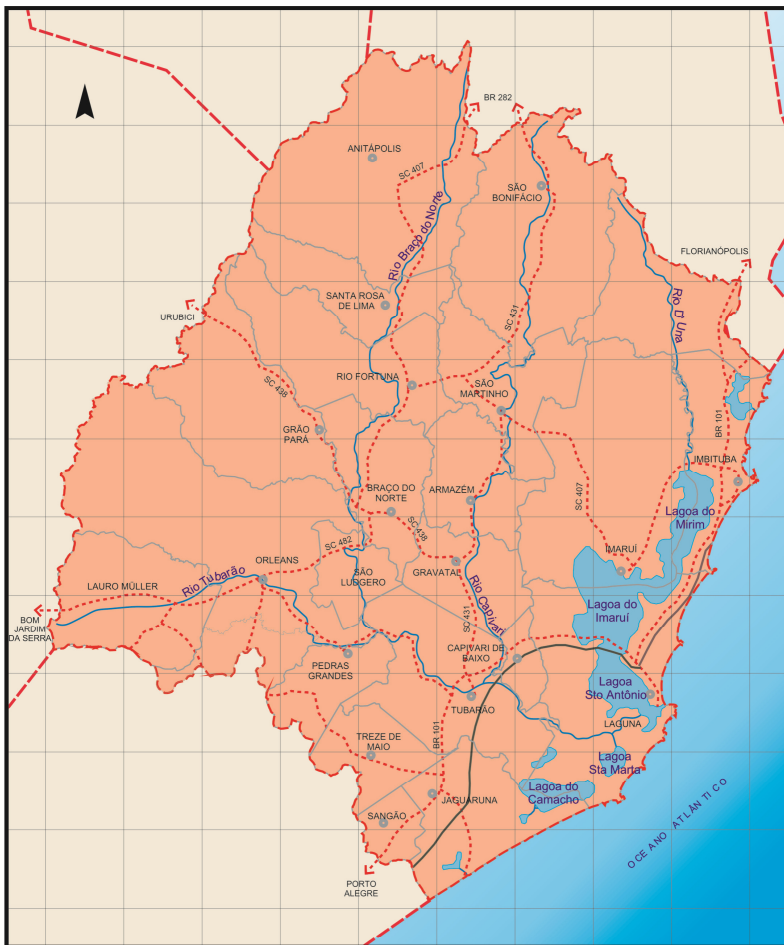 BR 282
ANITÁPOLIS
SC 407
SÃO
BONIFÁCIO
Rio Braço do Norte
FLORIANÓPOLIS
SANTA ROSA
DE LIMA
Rio D'Una
URUBICI
SC 431
RIO FORTUNA
SÃO
MARTINHO
SC 438
BR 101
GRÃO
PARÁ
IMBITUBA
BRAÇO DO
NORTE
ARMAZÉM
SC 407
Lagoa do
Mirim
SC 438
SC 482
IMARUÍ
ORLEANS
SÃO
LUDGERO
GRAVATAL
Rio Tubarão
LAURO MÜLLER
Rio Capivari
Lagoa do
Imaruí
SC 431
BOM
JARDIM
DA SERRA
CAPIVARI DE
BAIXO
PEDRAS
GRANDES
Lagoa
Sto Antônio
TUBARÃO
LAGUNA
BR 101
TREZE DE
MAIO
Lagoa
Sta Marta
Lagoa do
Camacho
JAGUARUNA
SANGÃO
OCEANO ATLÂNTICO
PORTO
ALEGRE